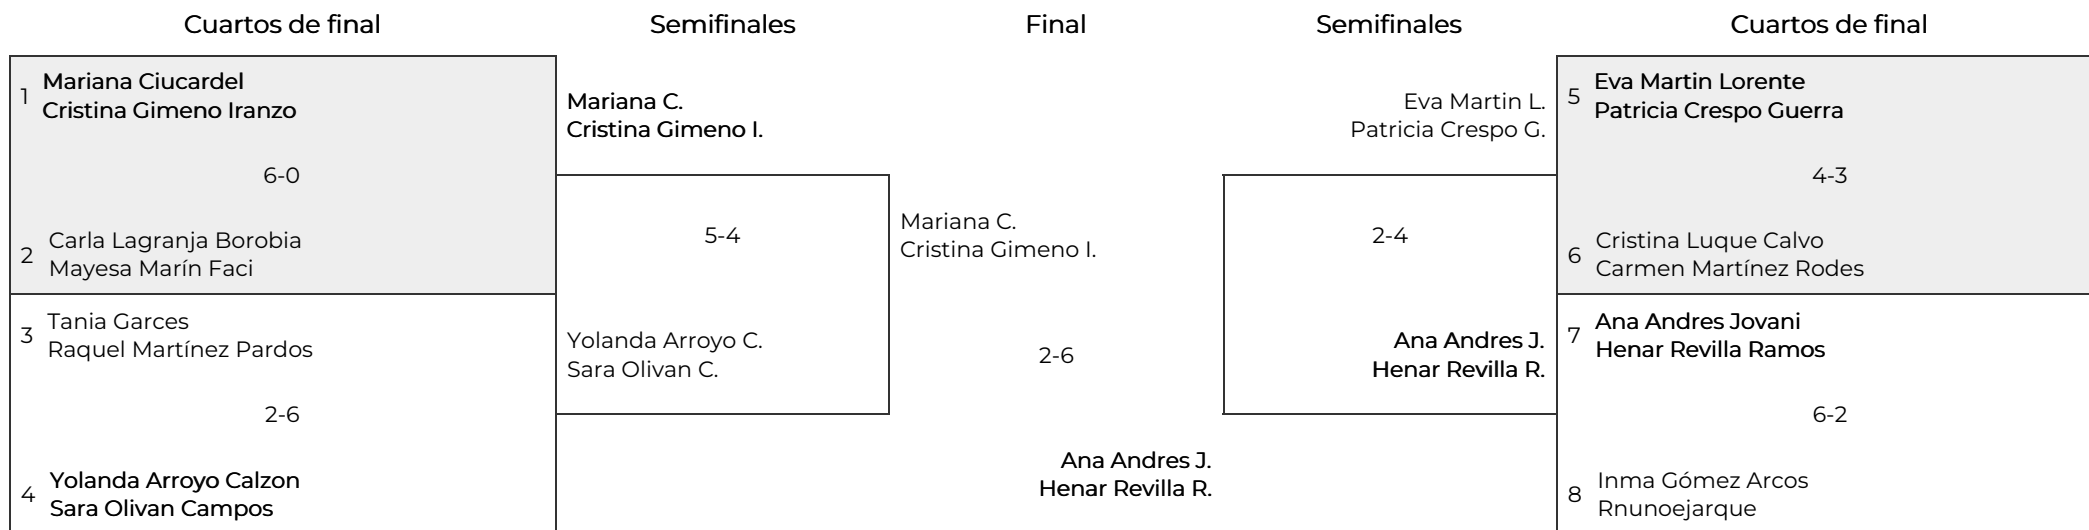 Cuartos de final
Semifinales
Final
Semifinales
Cuartos de final
1
Mariana Ciucardel
Cristina Gimeno Iranzo
6-0
2
Carla Lagranja Borobia
Mayesa Marín Faci
3
Tania Garces
Raquel Martínez Pardos
2-6
4
Yolanda Arroyo Calzon
Sara Olivan Campos
Mariana C.
Cristina Gimeno I.
5-4
Yolanda Arroyo C.
Sara Olivan C.
Mariana C.
Cristina Gimeno I.
2-6
Ana Andres J.
Henar Revilla R.
Eva Martin L.
Patricia Crespo G.
2-4
Ana Andres J.
Henar Revilla R.
5
Eva Martin Lorente
Patricia Crespo Guerra
4-3
6
Cristina Luque Calvo
Carmen Martínez Rodes
7
Ana Andres Jovani
Henar Revilla Ramos
6-2
8
Inma Gómez Arcos
Rnunoejarque